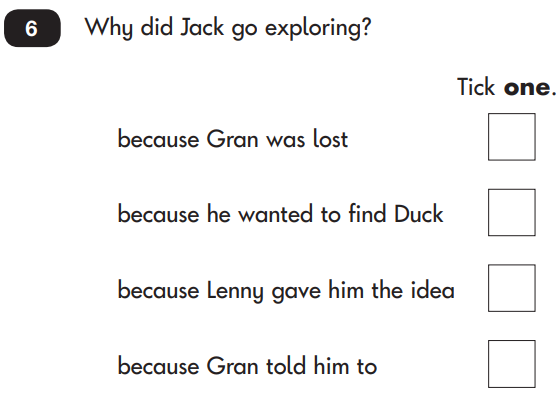 6 Why did Jack go exploring?
Tick one.
because Gran was lost
because he wanted to find Duck
because Lenny gave him the idea
because Gran told him to